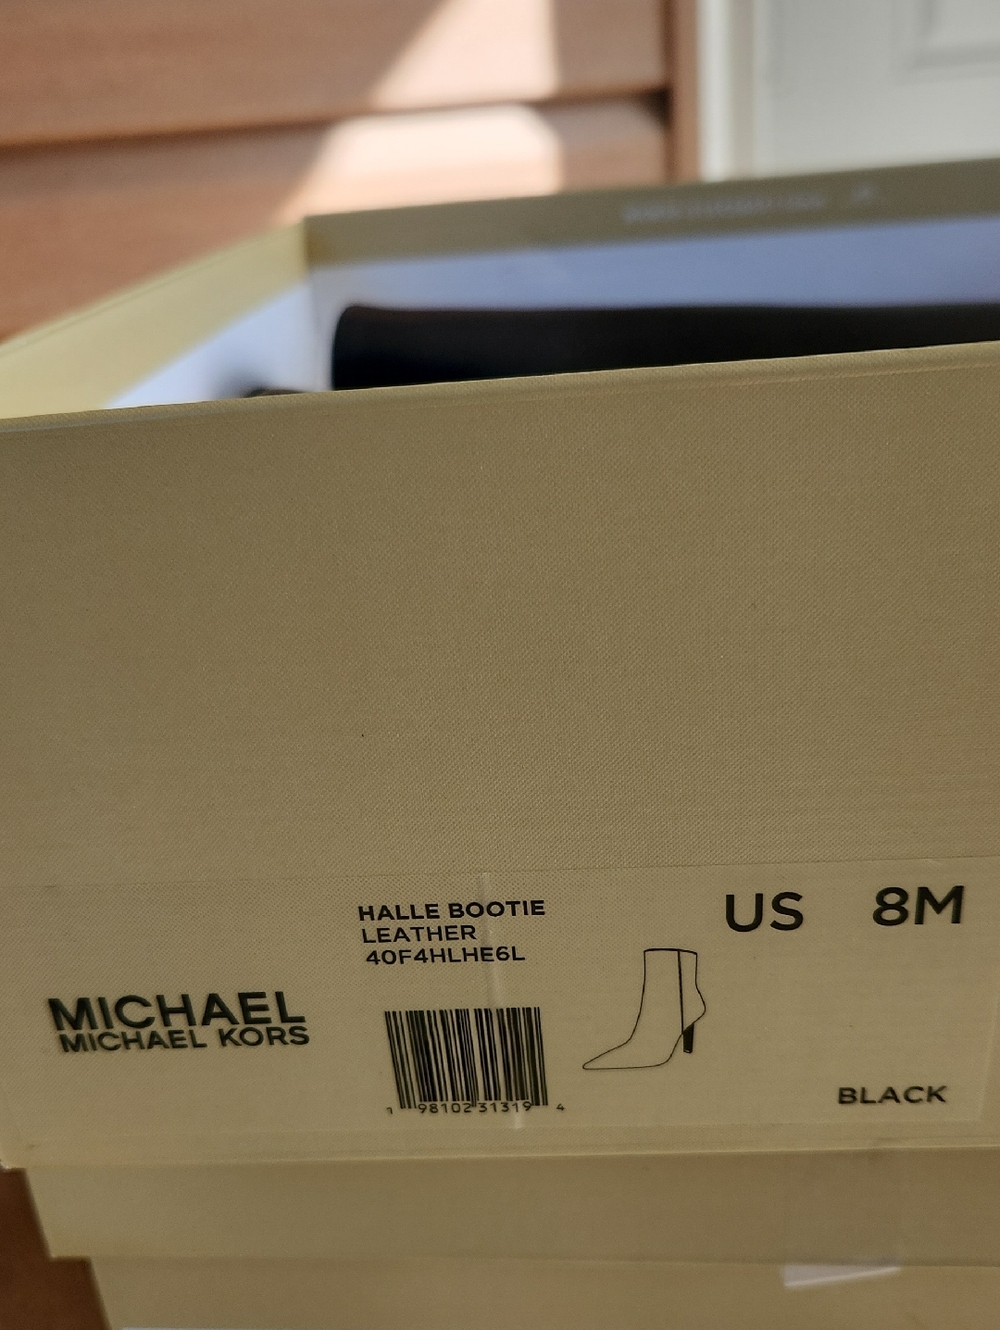 HALLE BOOTIE
LEATHER
40F4HLHE6L
US 8M
MICHAEL
MICHAEL KORS
1 98102 31319 4
BLACK